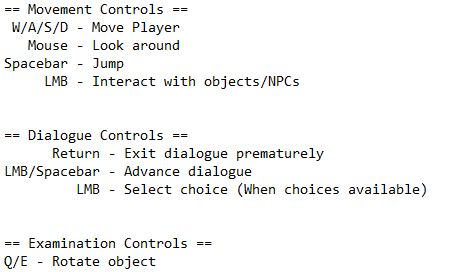 == Movement Controls ==
W/A/S/D - Move Player
Mouse - Look around
Spacebar - Jump
LMB - Interact with objects/NPCs
== Dialogue Controls ==
Return - Exit dialogue prematurely
LMB/Spacebar - Advance dialogue
LMB - Select choice (When choices available)
== Examination Controls ==
Q/E - Rotate object